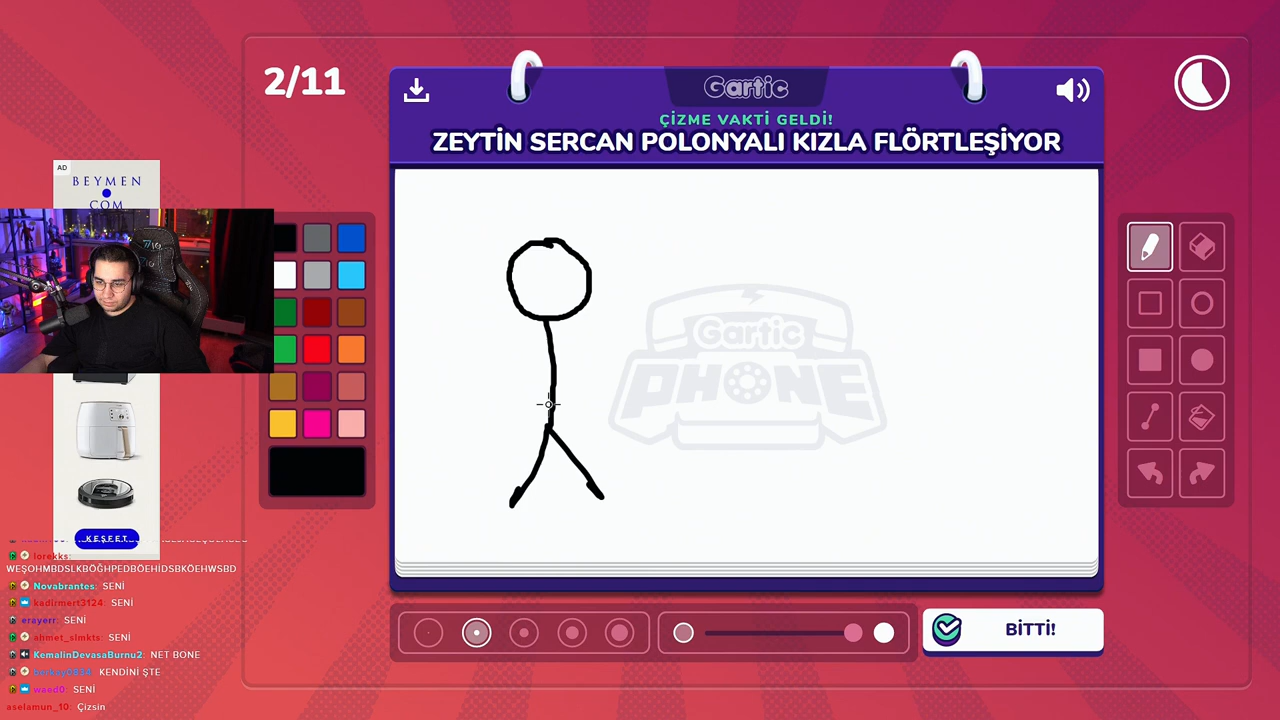 2/11
Gartic
ÇİZME VAKTİ GELDİ!
ZEYTİN SERCAN POLONYALI KIZLA FLÖRTLEŞİYOR
AD
BEYMEN
COM
Gartic
PHONE
KEŞFET
lorekks:
WEŞOHMBDSLKBÖĞHPEDBÖEHİDSBKÖEHWSBD
Novabrantes: SENİ
kadirmert3124: SENİ
erayerr: SENİ
ahmet_slmkts: SENİ
KemalinDevasaBurnu2: NET BONE
KENDİNİ ŞTE
waed0: SENİ
aselamun_10: Çizsin
BİTTİ!